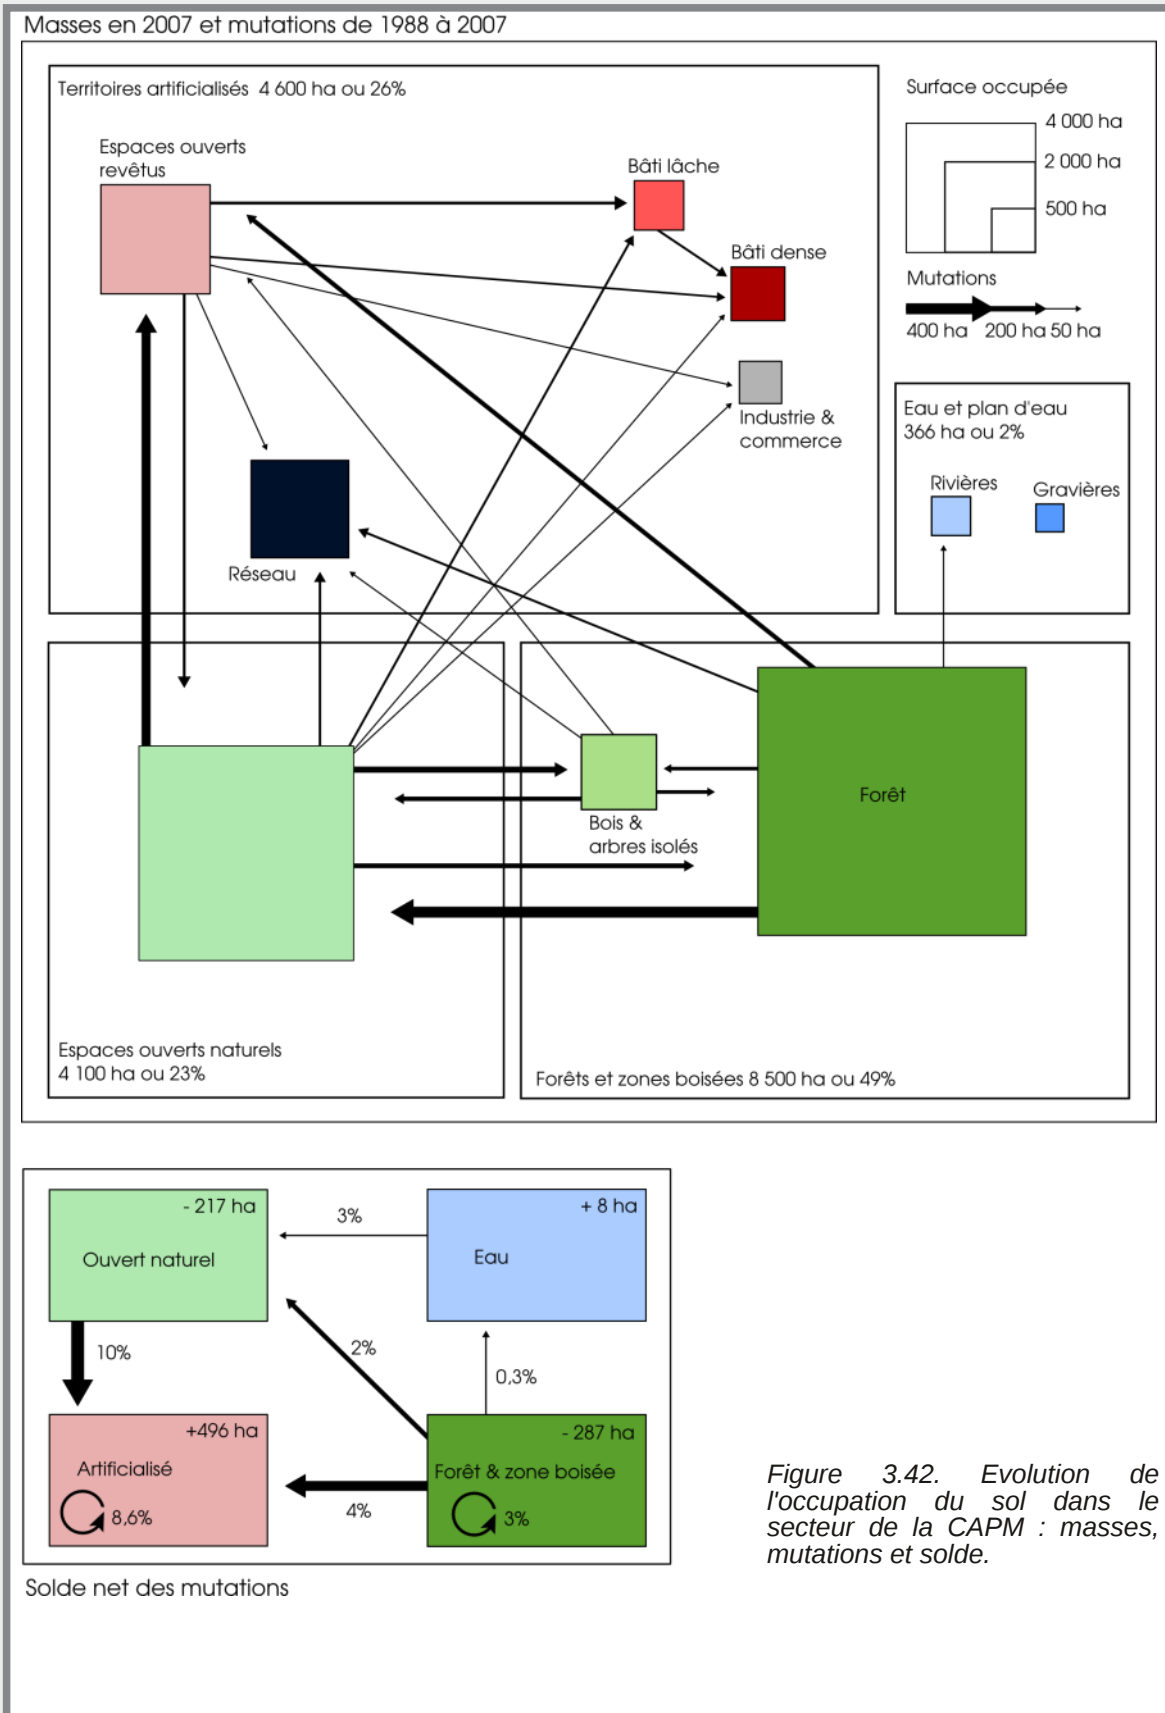 Masses en 2007 et mutations de 1988 à 2007
Territoires artificialisés 4 600 ha ou 26%
Espaces ouverts
revêtus
Bâti lâche
Bâti dense
Industrie &
commerce
Réseau
Surface occupée
4 000 ha
2 000 ha
500 ha
Mutations
400 ha 200 ha 50 ha
Eau et plan d'eau
366 ha ou 2%
Rivières
Gravières
Bois &
arbres isolés
Forêt
Espaces ouverts naturels
4 100 ha ou 23%
Forêts et zones boisées 8 500 ha ou 49%
- 217 ha
Ouvert naturel
3%
+ 8 ha
Eau
10%
2%
0,3%
+496 ha
Artificialisé
8,6%
4%
- 287 ha
Forêt & zone boisée
3%
Solde net des mutations
Figure 3.42. Evolution de
l'occupation du sol dans le
secteur de la CAPM : masses,
mutations et solde.